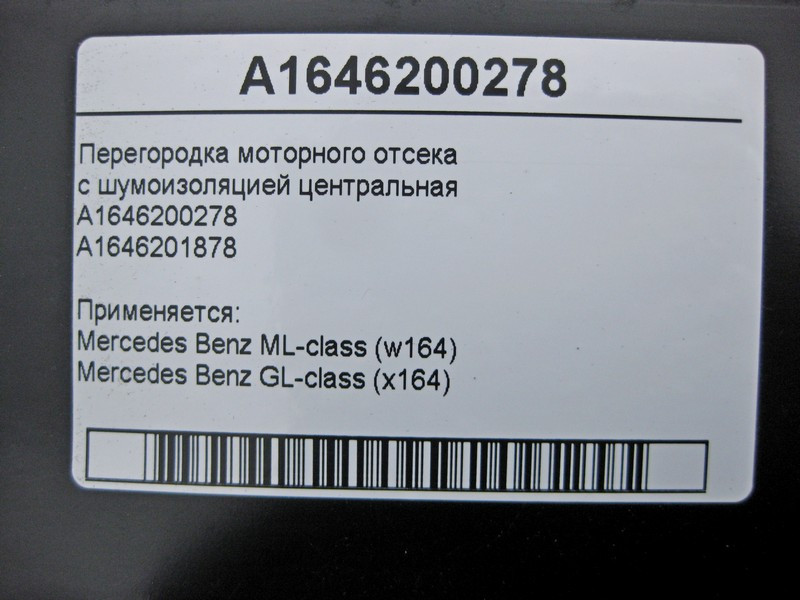 A1646200278
Перегородка моторного отсека
с шумоизоляцией центральная
A1646200278
A1646201878
Применяется:
Mercedes Benz ML-class (w164)
Mercedes Benz GL-class (x164)